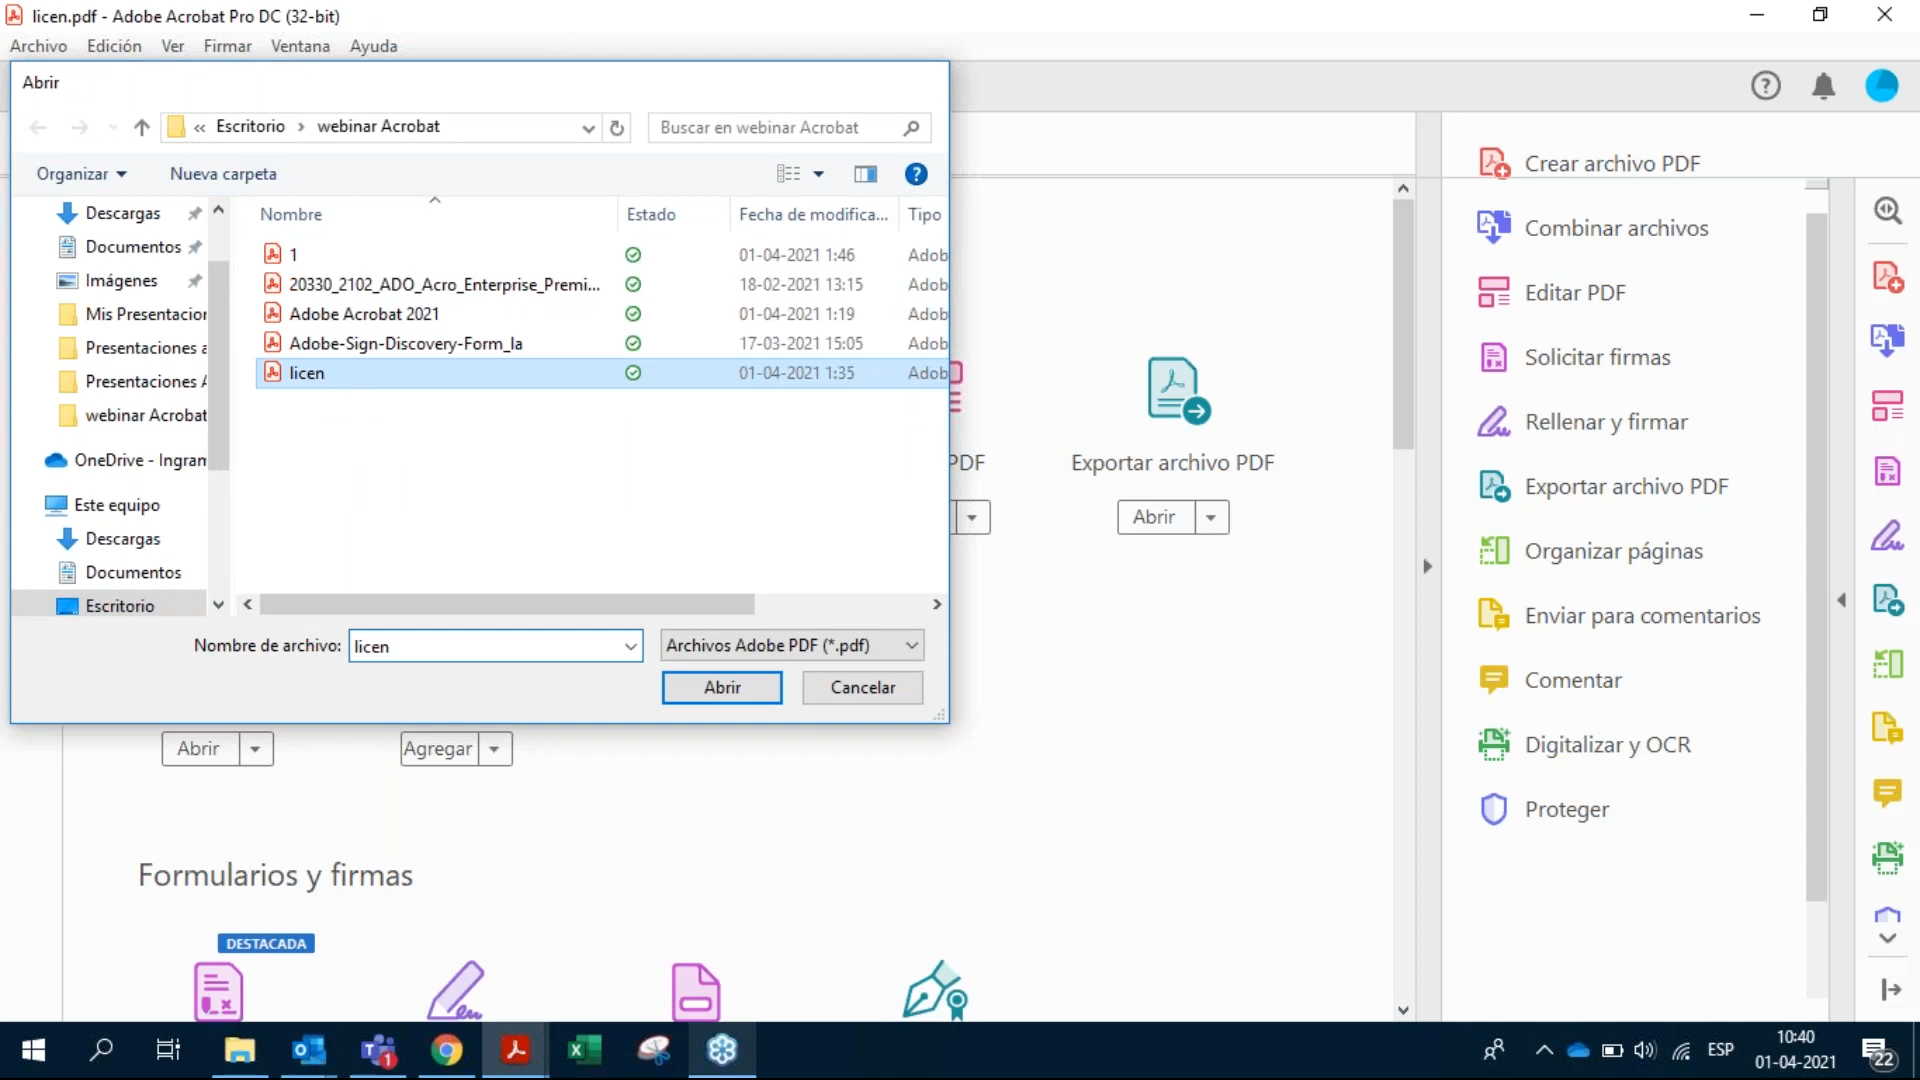 licen.pdf - Adobe Acrobat Pro DC (32-bit)
Archivo Edición Ver Firmar Ventana Ayuda
Abrir
« Escritorio › webinar Acrobat
Buscar en webinar Acrobat
Organizar
Nueva carpeta
Nombre Estado Fecha de modifica... Tipo
Descargas
Documentos
Imágenes
Mis Presentacior
Presentaciones a
Presentaciones A
webinar Acrobat
OneDrive - Ingram
Este equipo
Descargas
Documentos
Escritorio
1 01-04-2021 1:46 Adob
20330_2102_ADO_Acro_Enterprise_Premi... 18-02-2021 13:15 Adob
Adobe Acrobat 2021 01-04-2021 1:19 Adob
Adobe-Sign-Discovery-Form_la 17-03-2021 15:05 Adob
licen 01-04-2021 1:35 Adob
Nombre de archivo: licen
Archivos Adobe PDF (*.pdf)
Abrir Cancelar
PDF
Exportar archivo PDF
Abrir
Abrir
Agregar
Formularios y firmas
DESTACADA
Crear archivo PDF
Combinar archivos
Editar PDF
Solicitar firmas
Rellenar y firmar
Exportar archivo PDF
Organizar páginas
Enviar para comentarios
Comentar
Digitalizar y OCR
Proteger
1
ESP
10:40
01-04-2021
22